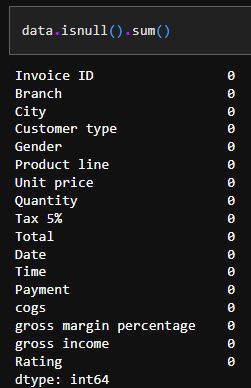 data.isnull().sum()
Invoice ID 0
Branch 0
City 0
Customer type 0
Gender 0
Product line 0
Unit price 0
Quantity 0
Tax 5% 0
Total 0
Date 0
Time 0
Payment 0
cogs 0
gross margin percentage 0
gross income 0
Rating 0
dtype: int64